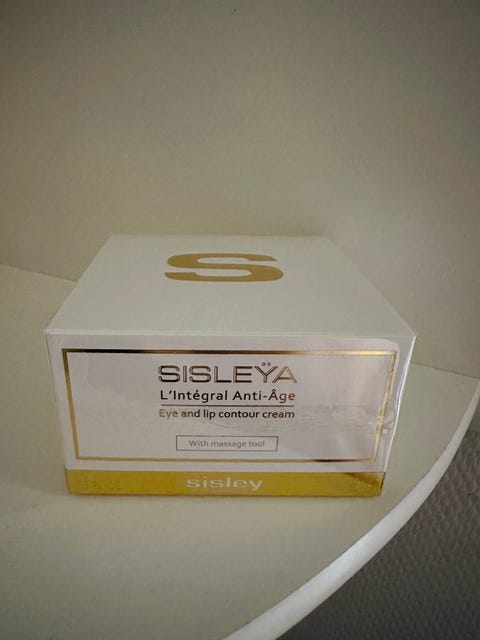 S
SISLEŸA
L'Intégral Anti-Âge
Eye and lip contour cream
With massage tool
sisley